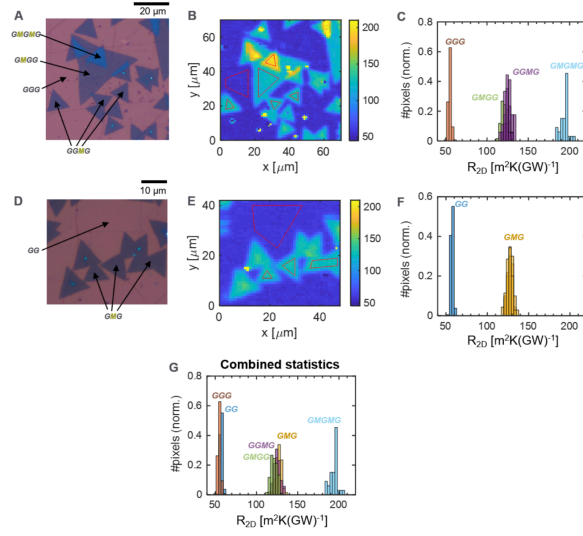 A
20 μm
GMGMG
GMGG
GGG
GGMG
B
y [μm]
60
40
20
0
0 20 40 60
x [μm]
200
150
100
50
C
#pixels (norm.)
0.8
0.6
0.4
0.2
0
GGG
GGMG
GMGG
GMGMG
50 100 150 200
R2D [m²K(GW)⁻¹]
D
10 μm
GG
GMG
E
y [μm]
40
20
0
0 20 40
x [μm]
200
150
100
50
F
#pixels (norm.)
0.6
0.4
0.2
0
GG
GMG
50 100 150 200
R2D [m²K(GW)⁻¹]
G
Combined statistics
#pixels (norm.)
0.8
0.6
0.4
0.2
0
GGG
GG
GGMG
GMG
GMGG
GMGMG
50 100 150 200
R2D [m²K(GW)⁻¹]